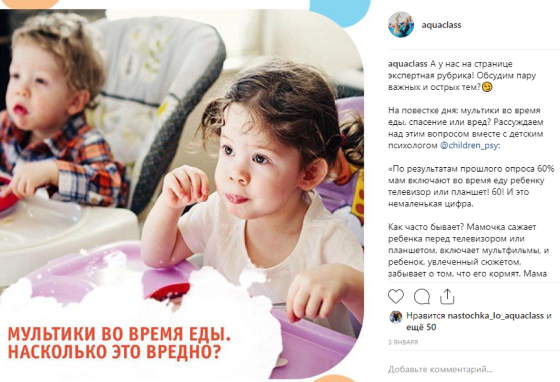 МУЛЬТИКИ ВО ВРЕМЯ ЕДЫ.
НАСКОЛЬКО ЭТО ВРЕДНО?
aquaclass
aquaclass А у нас на странице
экспертная рубрика! Обсудим пару
важных и острых тем?😏
На повестке дня: мультики во время
еды, спасение или вред? Рассуждаем
над этим вопросом вместе с детским
психологом @children_psy:
«По результатам прошлого опроса 60%
мам включают во время еду ребенку
телевизор или планшет! 60! И это
немаленькая цифра.
Как часто бывает? Мамочка сажает
ребенка перед телевизором или
планшетом, включает мультфильмы, и
ребенок, увлеченный сюжетом,
забывает о том, что его кормят. Мама
Нравится nastochka_lo_aquaclass и
ещё 50
3 ЯНВАРЯ
Добавьте комментарий...